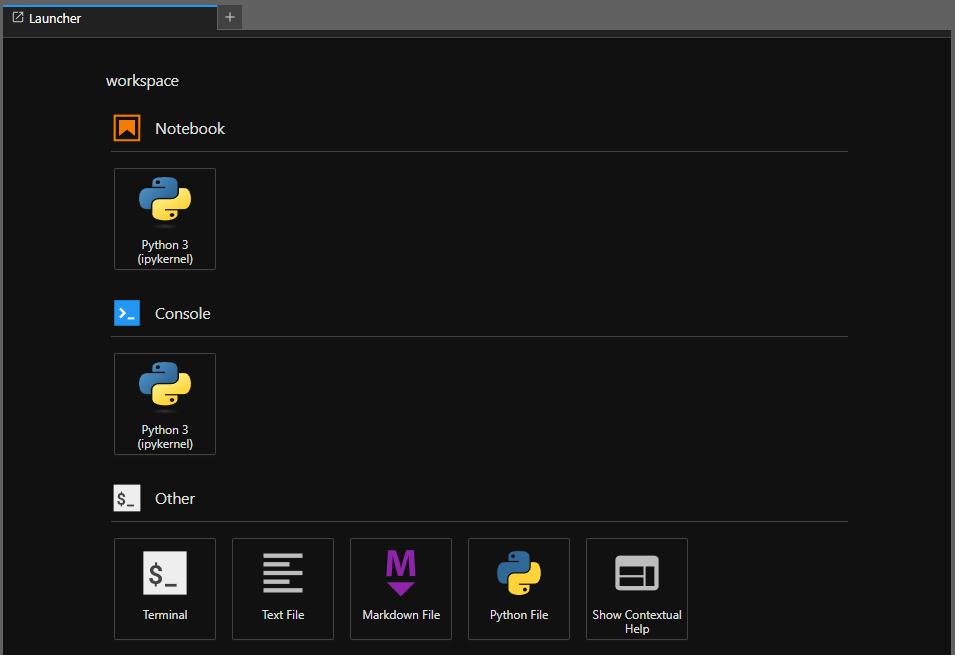 Launcher
+
workspace
Notebook
Python 3
(ipykernel)
>_ Console
Python 3
(ipykernel)
$_ Other
$_
M
Terminal
Text File
Markdown File
Python File
Show Contextual
Help